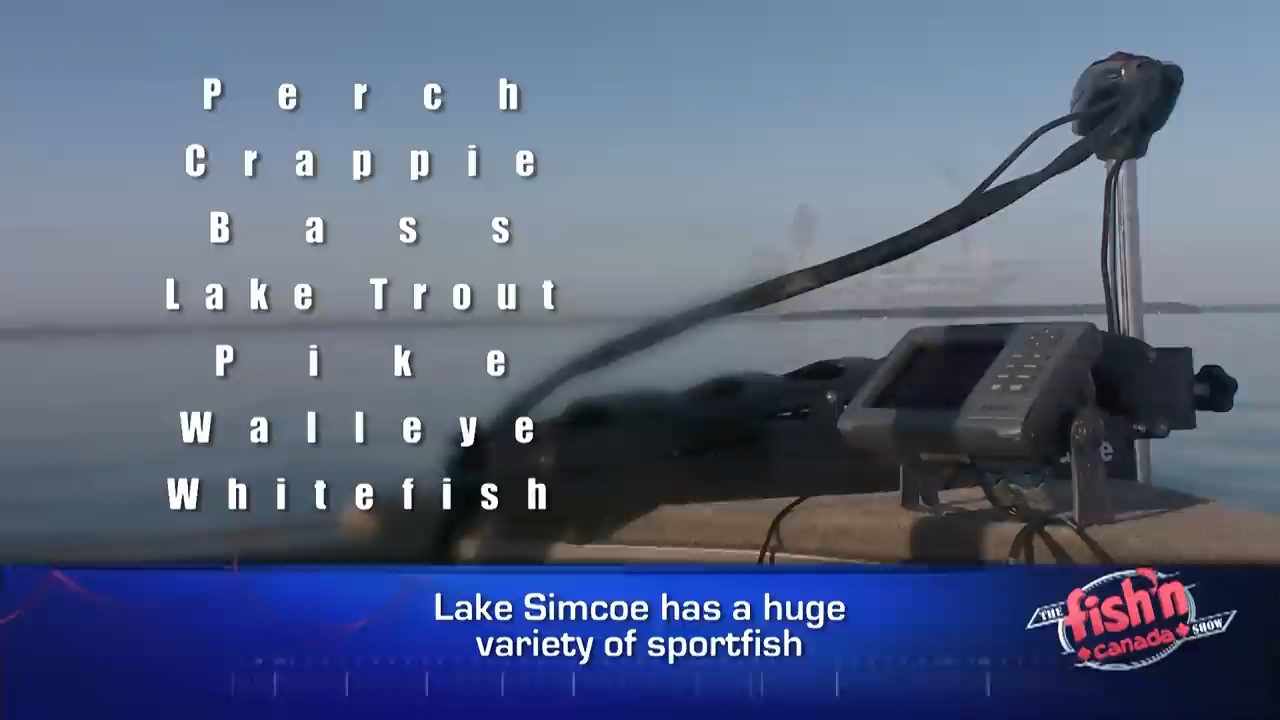 Perch
Crappie
Bass
Lake Trout
Pike
Walleye
Whitefish
Lake Simcoe has a huge
variety of sportfish
THE
fish'n
SHOW
canada